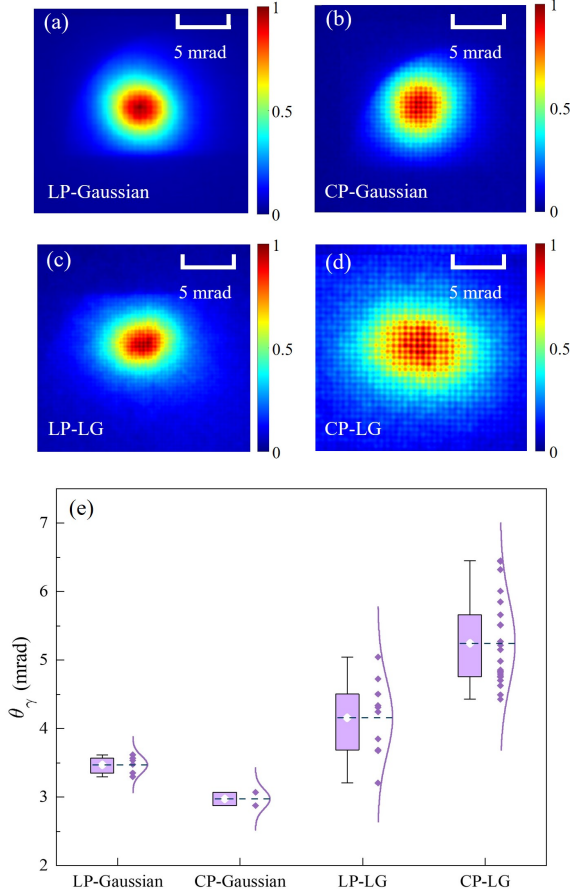 (a)
5 mrad
LP-Gaussian
1
0.5
0
(b)
5 mrad
CP-Gaussian
1
0.5
0
(c)
5 mrad
LP-LG
1
0.5
0
(d)
5 mrad
CP-LG
1
0.5
0
(e)
7
6
5
4
3
2
θγ (mrad)
LP-Gaussian CP-Gaussian LP-LG CP-LG